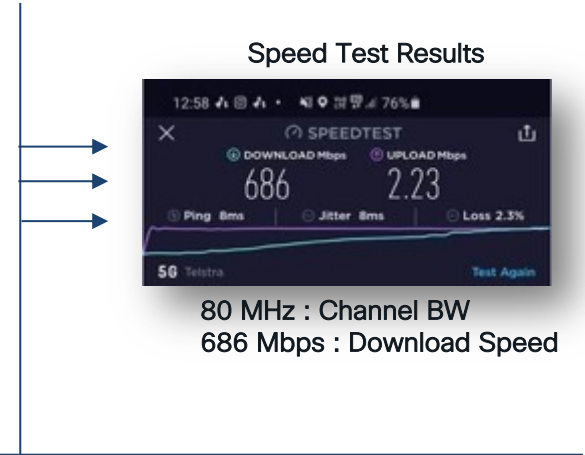 Speed Test Results
12:58 76%
SPEEDTEST
DOWNLOAD Mbps UPLOAD Mbps
686 2.23
Ping 8ms Jitter 8ms Loss 2.3%
5G Telstra Test Again
80 MHz : Channel BW
686 Mbps : Download Speed